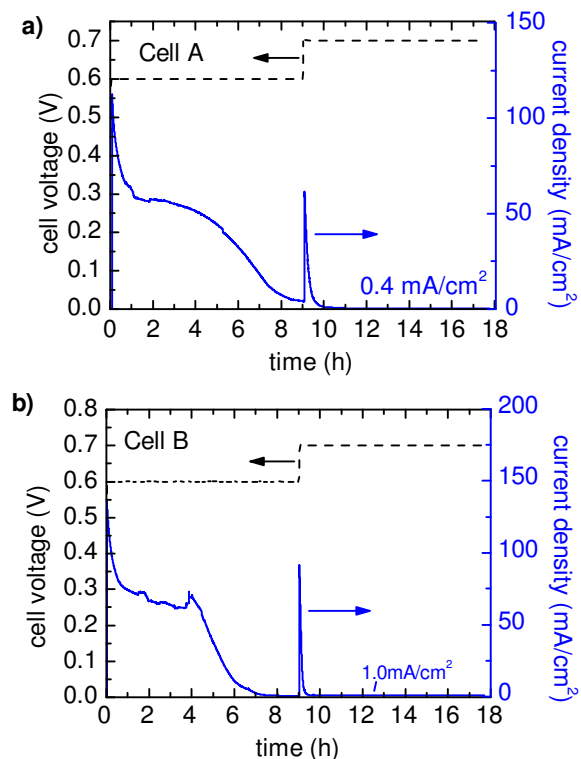 a)
Cell A
0.7
0.6
0.5
0.4
0.3
0.2
0.1
0.0
cell voltage (V)
150
100
50
0
current density (mA/cm²)
0.4 mA/cm²
0 2 4 6 8 10 12 14 16 18
time (h)
b)
Cell B
0.8
0.7
0.6
0.5
0.4
0.3
0.2
0.1
0.0
cell voltage (V)
200
150
100
50
0
current density (mA/cm²)
1.0mA/cm²
0 2 4 6 8 10 12 14 16 18
time (h)